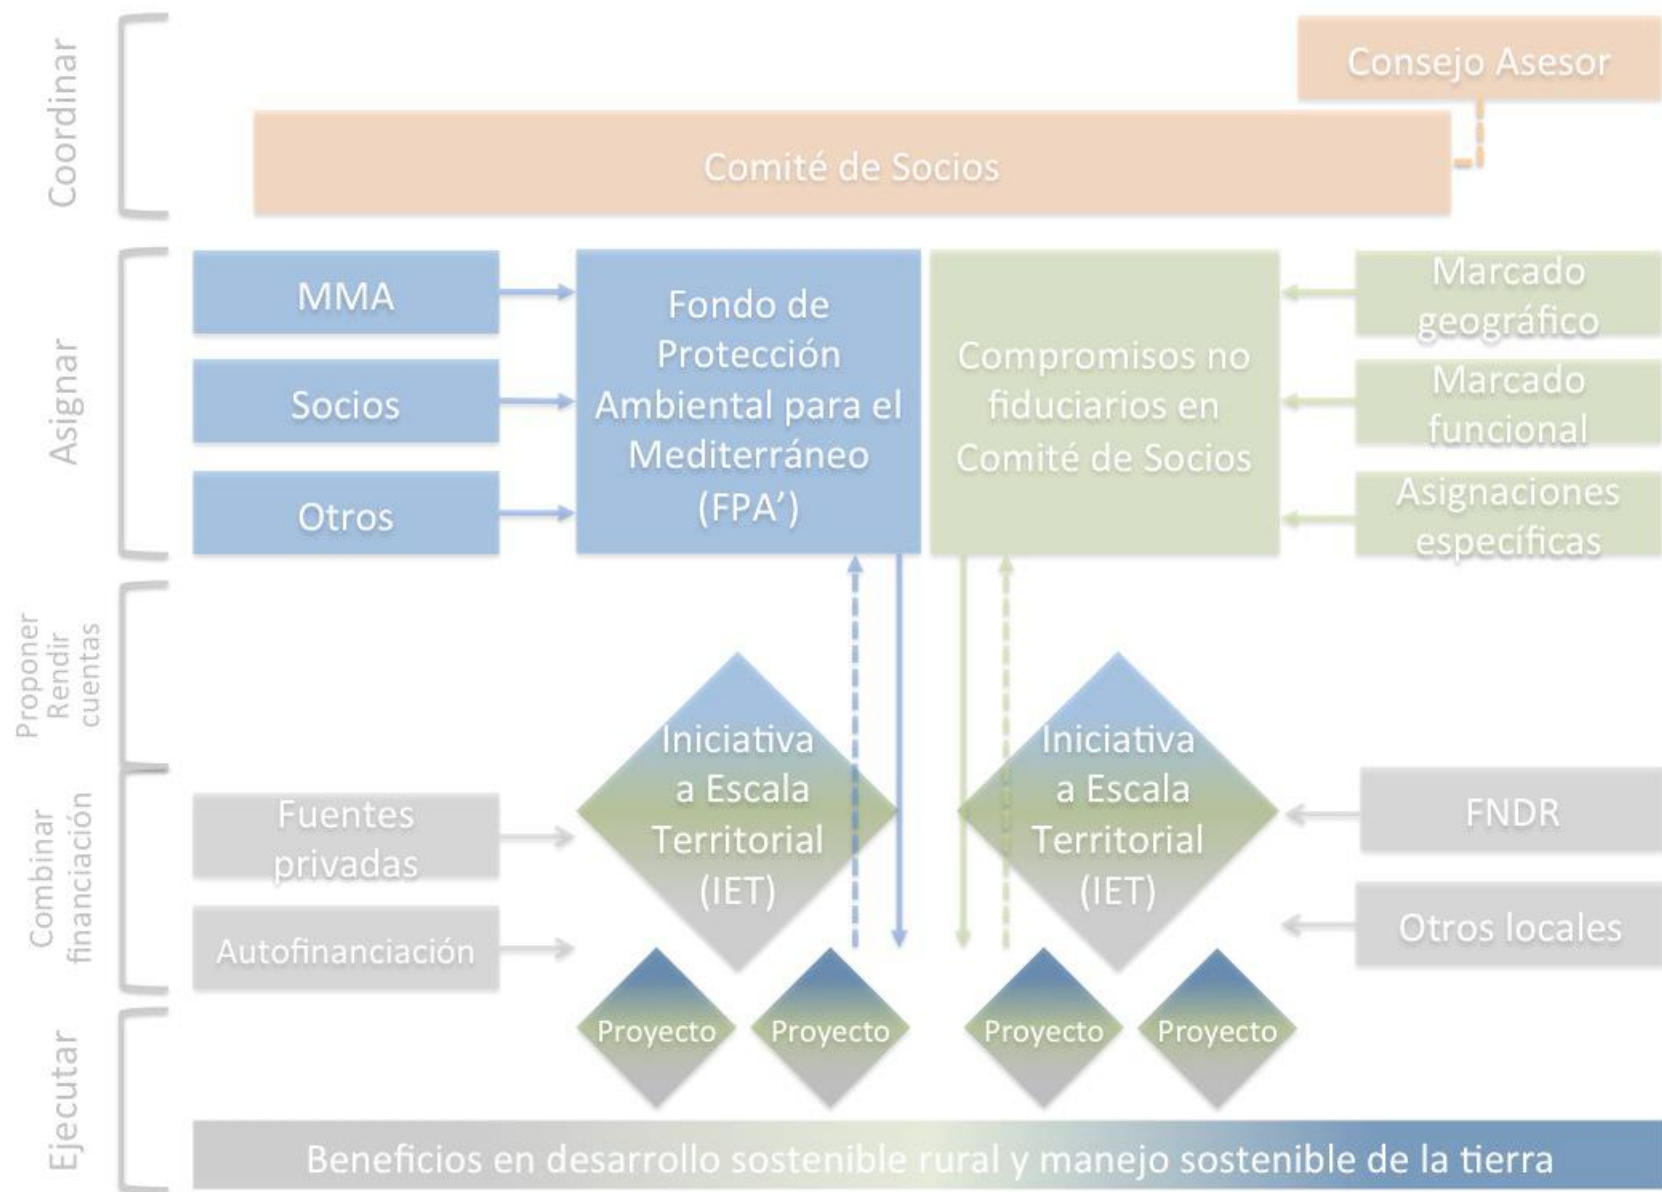 Coordinar
Consejo Asesor
Comité de Socios
Asignar
MMA
Socios
Otros
Fondo de
Protección
Ambiental para el
Mediterráneo
(FPA’)
Compromisos no
fiduciarios en
Comité de Socios
Marcado
geográfico
Marcado
funcional
Asignaciones
específicas
Proponer
Rendir
cuentas
Combinar
financiación
Fuentes
privadas
Autofinanciación
Iniciativa
a Escala
Territorial
(IET)
Iniciativa
a Escala
Territorial
(IET)
FNDR
Otros locales
Ejecutar
Proyecto
Proyecto
Proyecto
Proyecto
Beneficios en desarrollo sostenible rural y manejo sostenible de la tierra